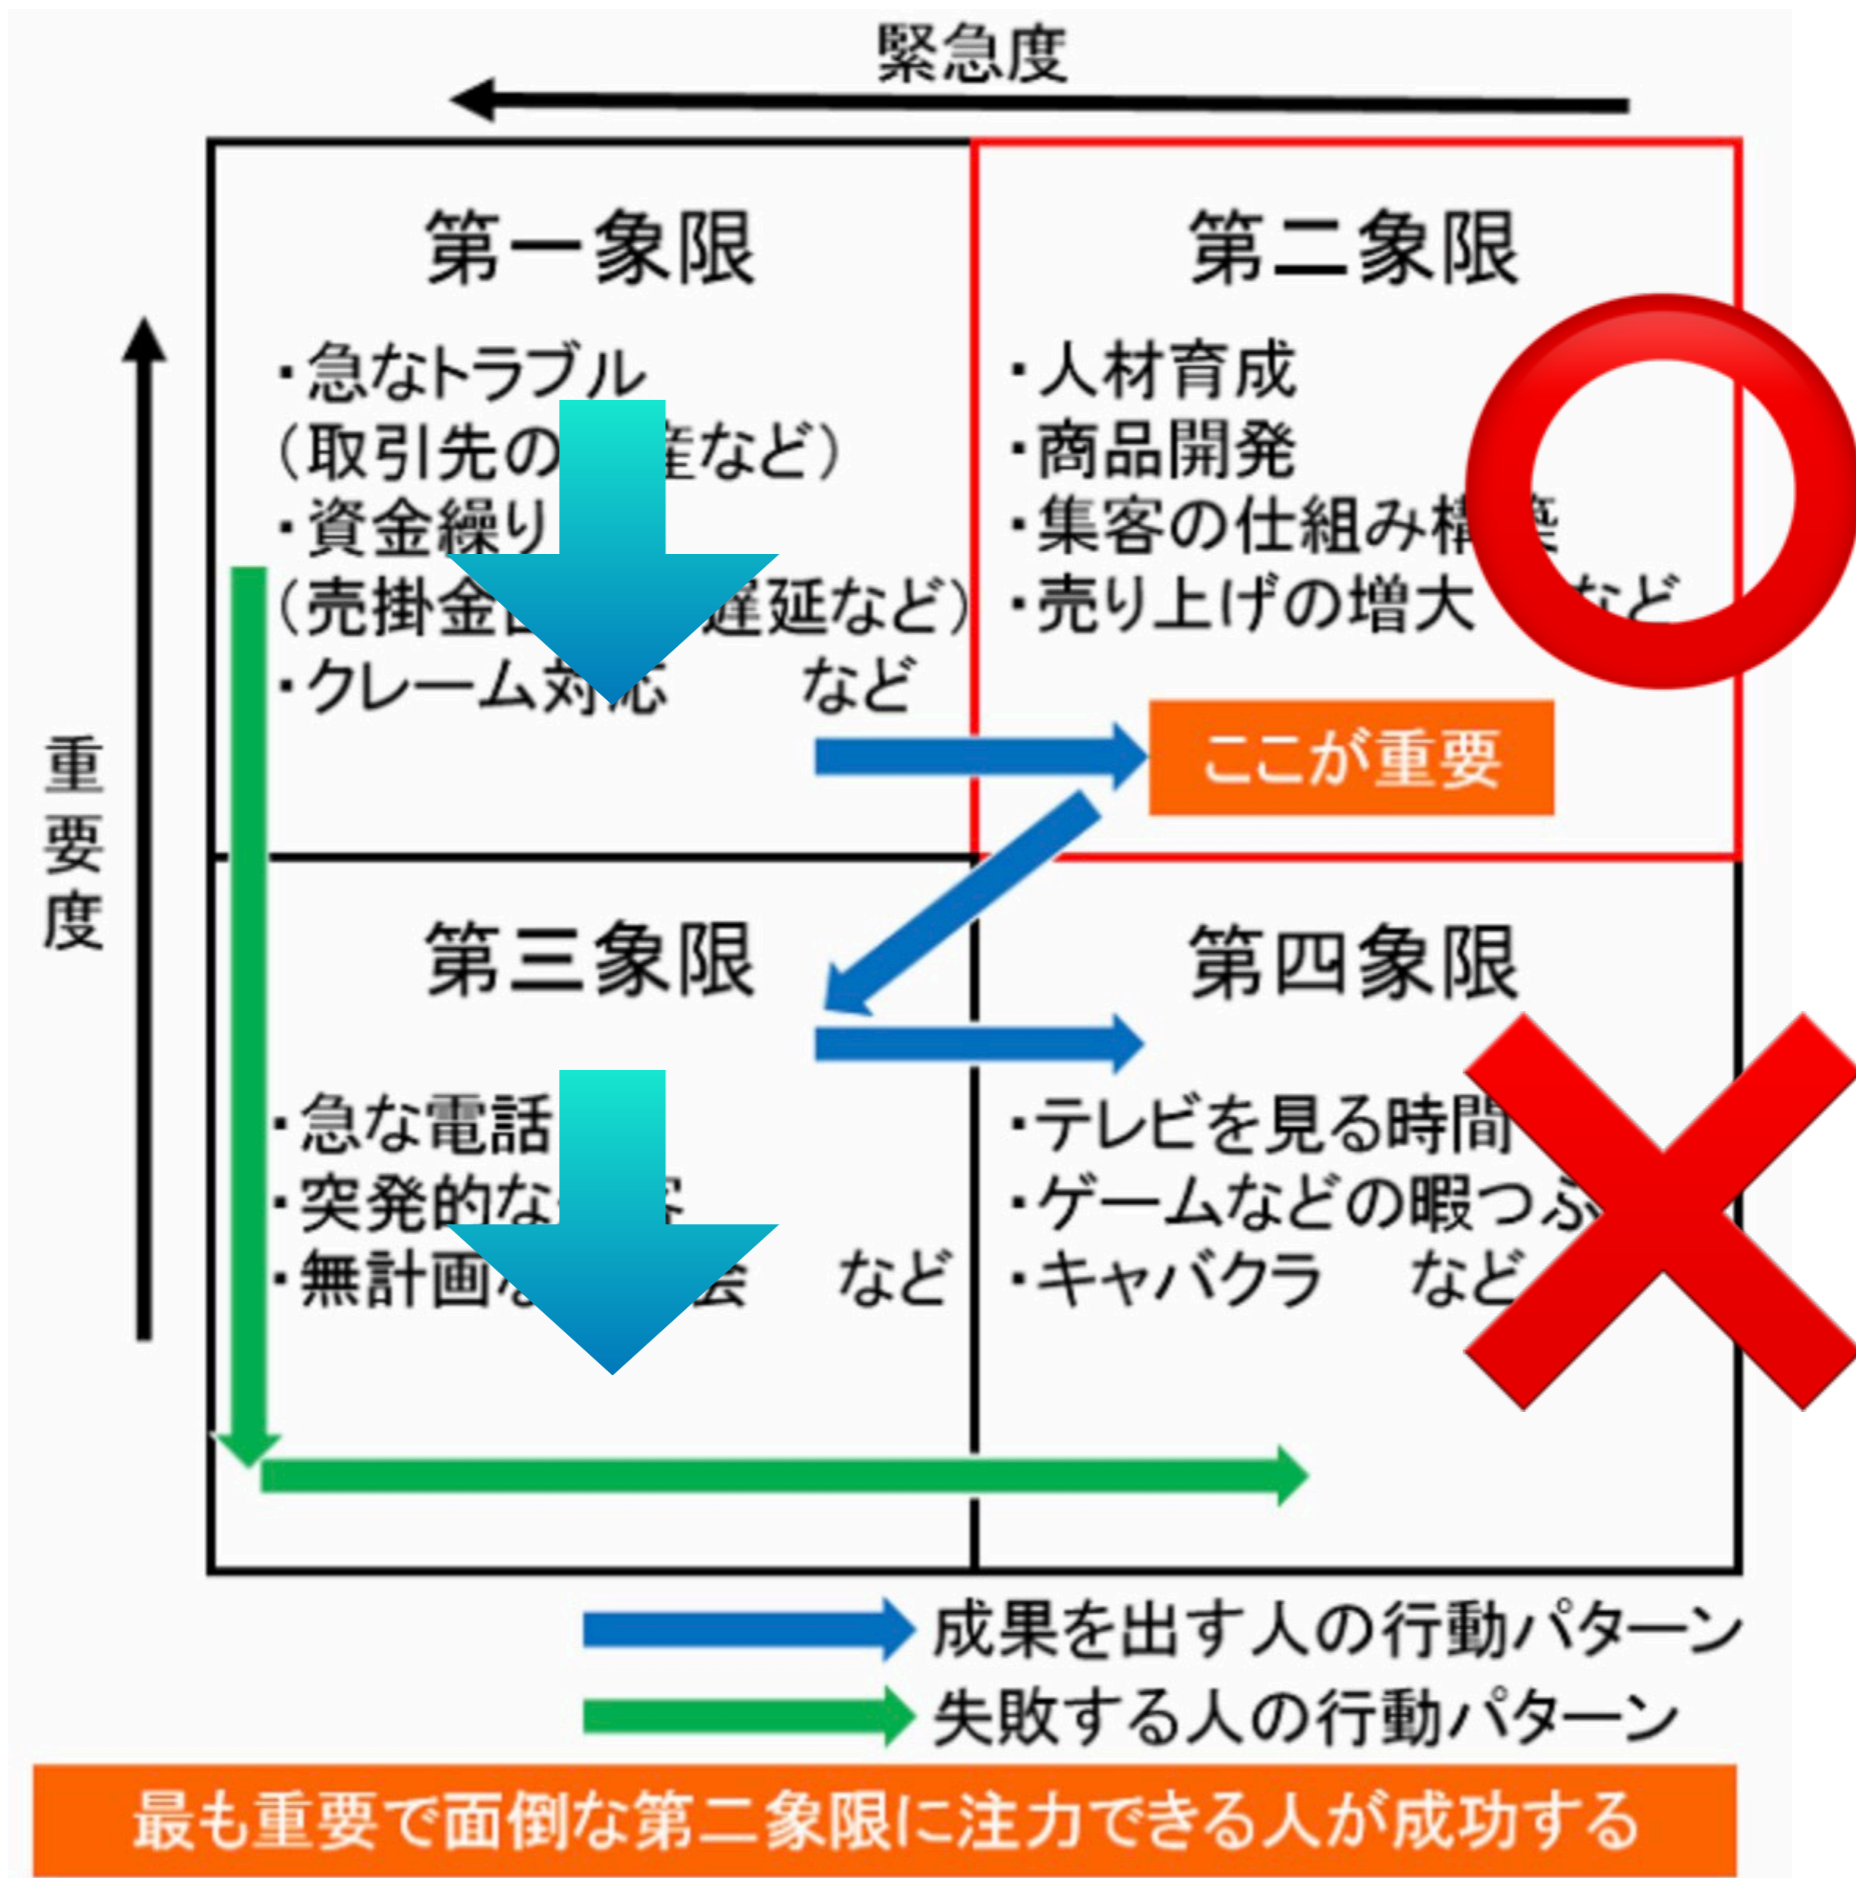 緊急度
重要度
第一象限
・急なトラブル
（取引先の 産など）
・資金繰り
（売掛金 遅延など）
・クレーム対応 など
第二象限
・人材育成
・商品開発
・集客の仕組み構築
・売り上げの増大 など
ここが重要
第三象限
・急な電話
・突発的な 客
・無計画な 会 など
第四象限
・テレビを見る時間
・ゲームなどの暇つぶ
・キャバクラ など
成果を出す人の行動パターン
失敗する人の行動パターン
最も重要で面倒な第二象限に注力できる人が成功する